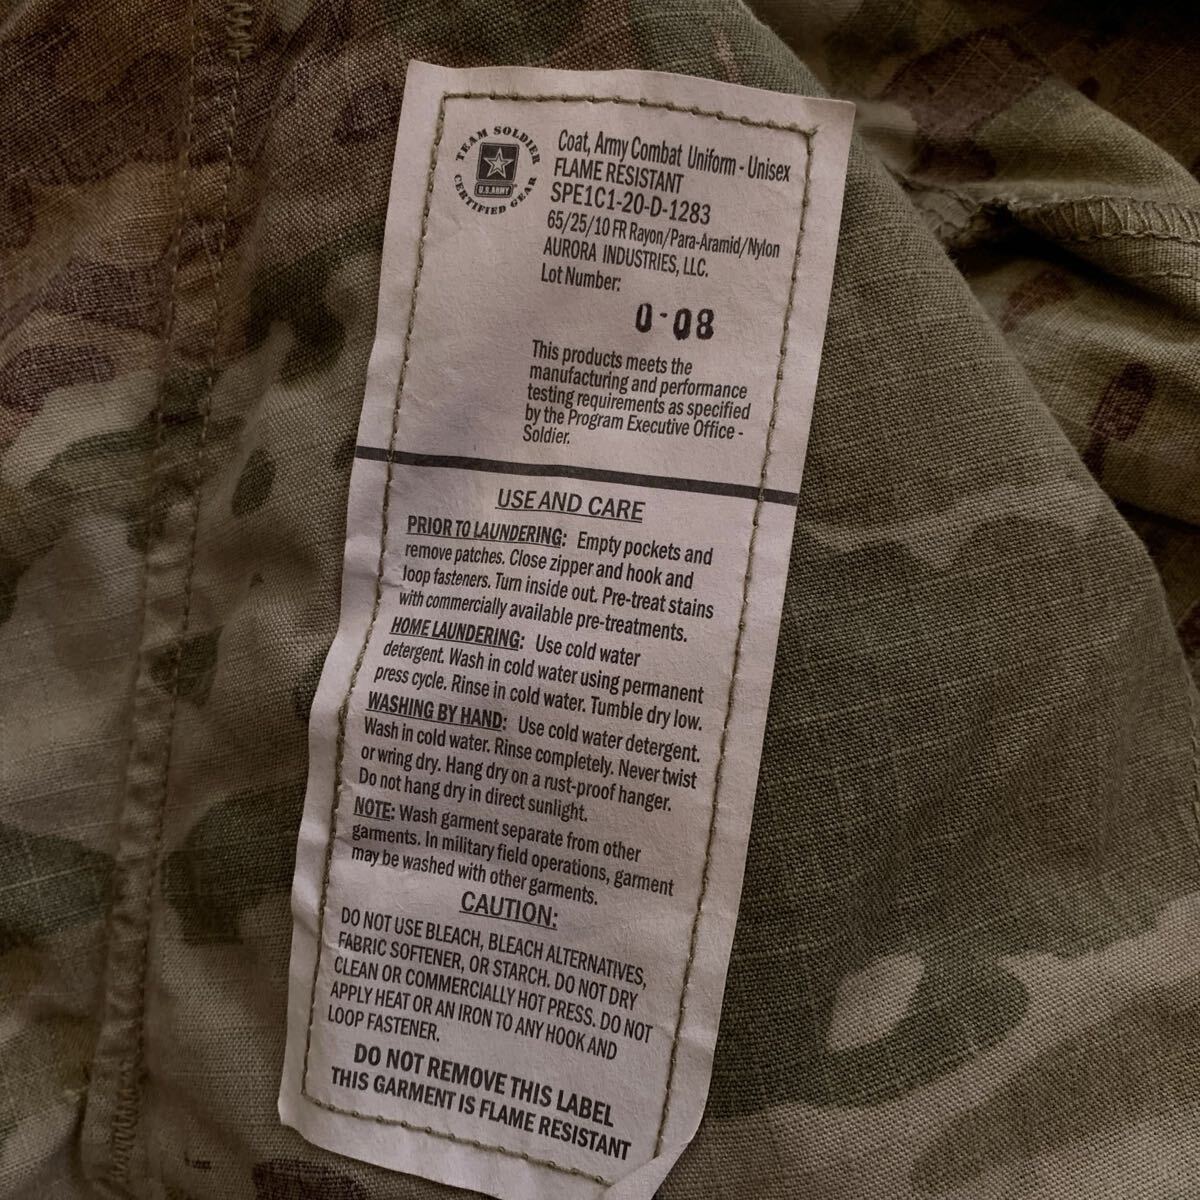 TEAM SOLDIER
U.S. ARMY
CERTIFIED GEAR
Coat, Army Combat Uniform - Unisex
FLAME RESISTANT
SPE1C1-20-D-1283
65/25/10 FR Rayon/Para-Aramid/Nylon
AURORA INDUSTRIES, LLC.
Lot Number:
0-08
This products meets the
manufacturing and performance
testing requirements as specified
by the Program Executive Office -
Soldier.
USE AND CARE
PRIOR TO LAUNDERING: Empty pockets and
remove patches. Close zipper and hook and
loop fasteners. Turn inside out. Pre-treat stains
with commercially available pre-treatments.
HOME LAUNDERING: Use cold water
detergent. Wash in cold water using permanent
press cycle. Rinse in cold water. Tumble dry low.
WASHING BY HAND: Use cold water detergent.
Wash in cold water. Rinse completely. Never twist
or wring dry. Hang dry on a rust-proof hanger.
Do not hang dry in direct sunlight.
NOTE: Wash garment separate from other
garments. In military field operations, garment
may be washed with other garments.
CAUTION:
DO NOT USE BLEACH, BLEACH ALTERNATIVES,
FABRIC SOFTENER, OR STARCH. DO NOT DRY
CLEAN OR COMMERCIALLY HOT PRESS. DO NOT
APPLY HEAT OR AN IRON TO ANY HOOK AND
LOOP FASTENER.
DO NOT REMOVE THIS LABEL
THIS GARMENT IS FLAME RESISTANT